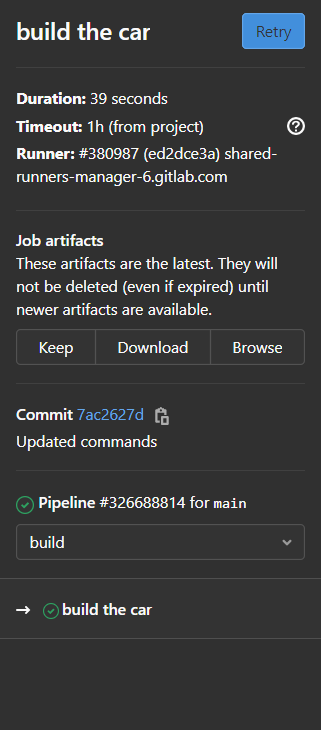 build the car
Retry
Duration: 39 seconds
Timeout: 1h (from project)
Runner: #380987 (ed2dce3a) shared-
runners-manager-6.gitlab.com
Job artifacts
These artifacts are the latest. They will
not be deleted (even if expired) until
newer artifacts are available.
Keep
Download
Browse
Commit 7ac2627d
Updated commands
Pipeline #326688814 for main
build
→ build the car